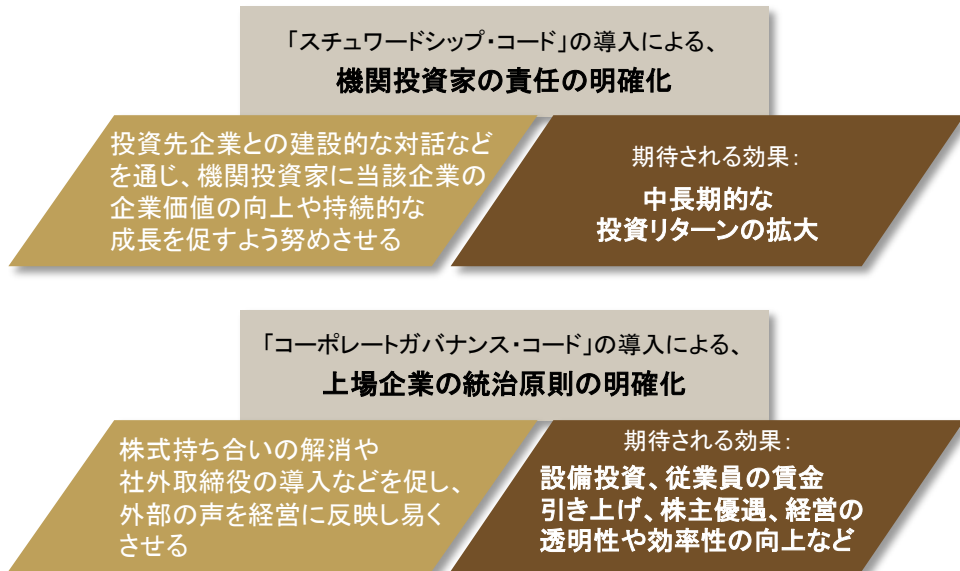 「スチュワードシップ・コード」の導入による、
機関投資家の責任の明確化
投資先企業との建設的な対話など
を通じ、機関投資家に当該企業の
企業価値の向上や持続的な
成長を促すよう努めさせる
期待される効果：
中長期的な
投資リターンの拡大
「コーポレートガバナンス・コード」の導入による、
上場企業の統治原則の明確化
株式持ち合いの解消や
社外取締役の導入などを促し、
外部の声を経営に反映し易く
させる
期待される効果：
設備投資、従業員の賃金
引き上げ、株主優遇、経営の
透明性や効率性の向上など